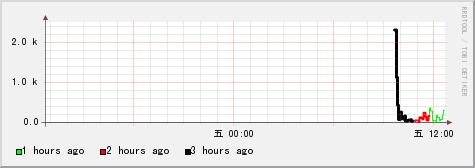 2.0 k
1.0 k
0.0
五 00:00 五 12:00
1 hours ago 2 hours ago 3 hours ago
RRDTOOL / TOBI OETIKER